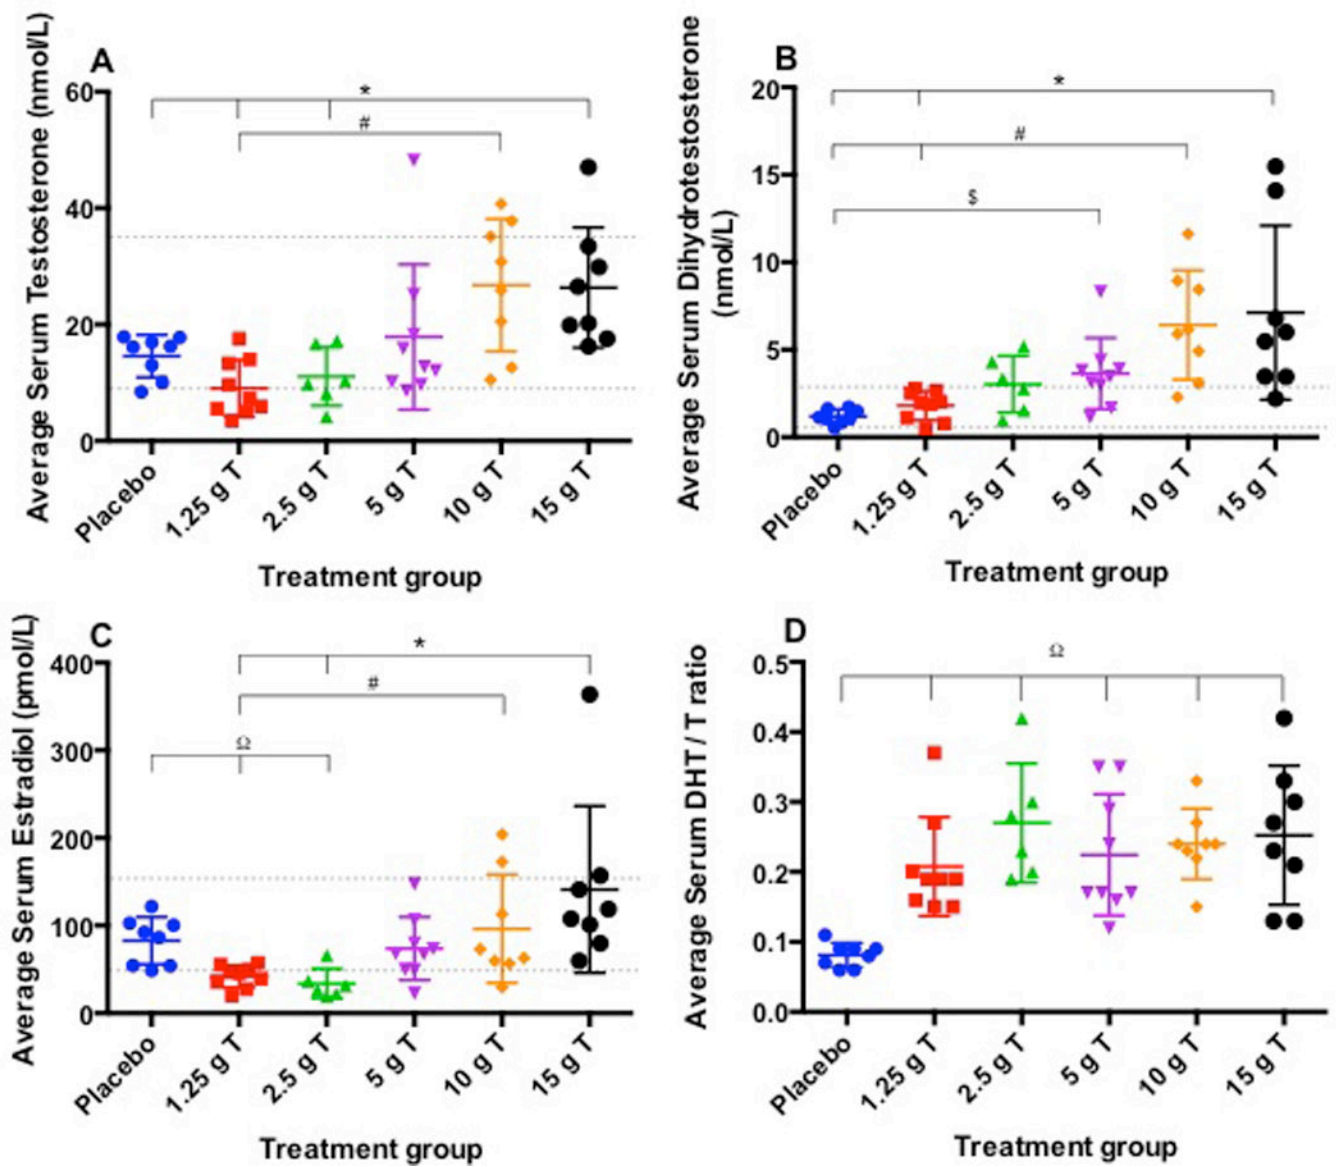 A
Average Serum Testosterone (nmol/L)
60
40
20
0
*
#
Placebo
1.25 g T
2.5 g T
5 g T
10 g T
15 g T
Treatment group
B
Average Serum Dihydrotestosterone
(nmol/L)
20
15
10
5
0
*
#
$
Placebo
1.25 g T
2.5 g T
5 g T
10 g T
15 g T
Treatment group
C
Average Serum Estradiol (pmol/L)
400
300
200
100
0
*
#
Ω
Placebo
1.25 g T
2.5 g T
5 g T
10 g T
15 g T
Treatment group
D
Average Serum DHT / T ratio
0.5
0.4
0.3
0.2
0.1
0.0
Ω
Placebo
1.25 g T
2.5 g T
5 g T
10 g T
15 g T
Treatment group